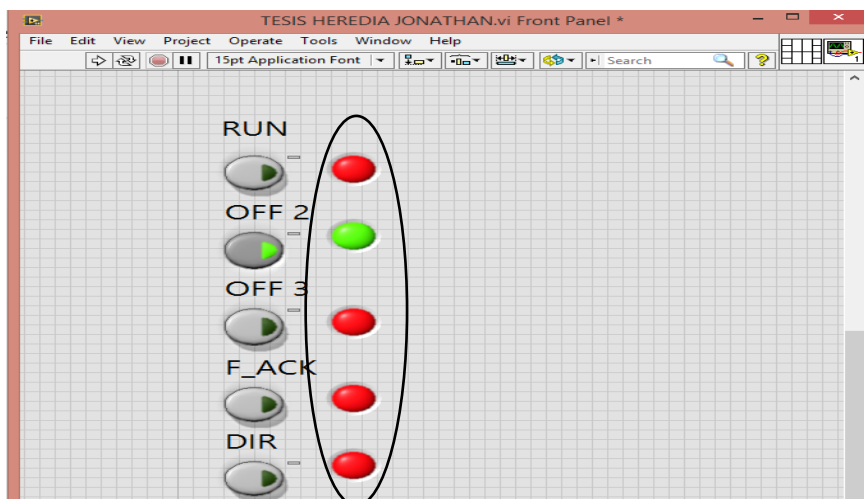 TESIS HEREDIA JONATHAN.vi Front Panel *
File Edit View Project Operate Tools Window Help
15pt Application Font Search ?
1
RUN
OFF 2
OFF 3
F_ACK
DIR